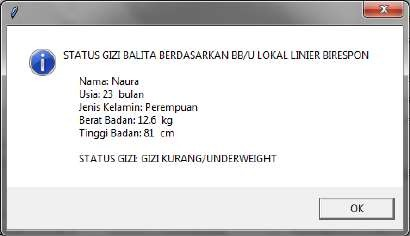 STATUS GIZI BALITA BERDASARKAN BB/U LOKAL LINIER BIRESPON
Nama: Naura
Usia: 23 bulan
Jenis Kelamin: Perempuan
Berat Badan: 12.6 kg
Tinggi Badan: 81 cm
STATUS GIZI: GIZI KURANG/UNDERWEIGHT
OK